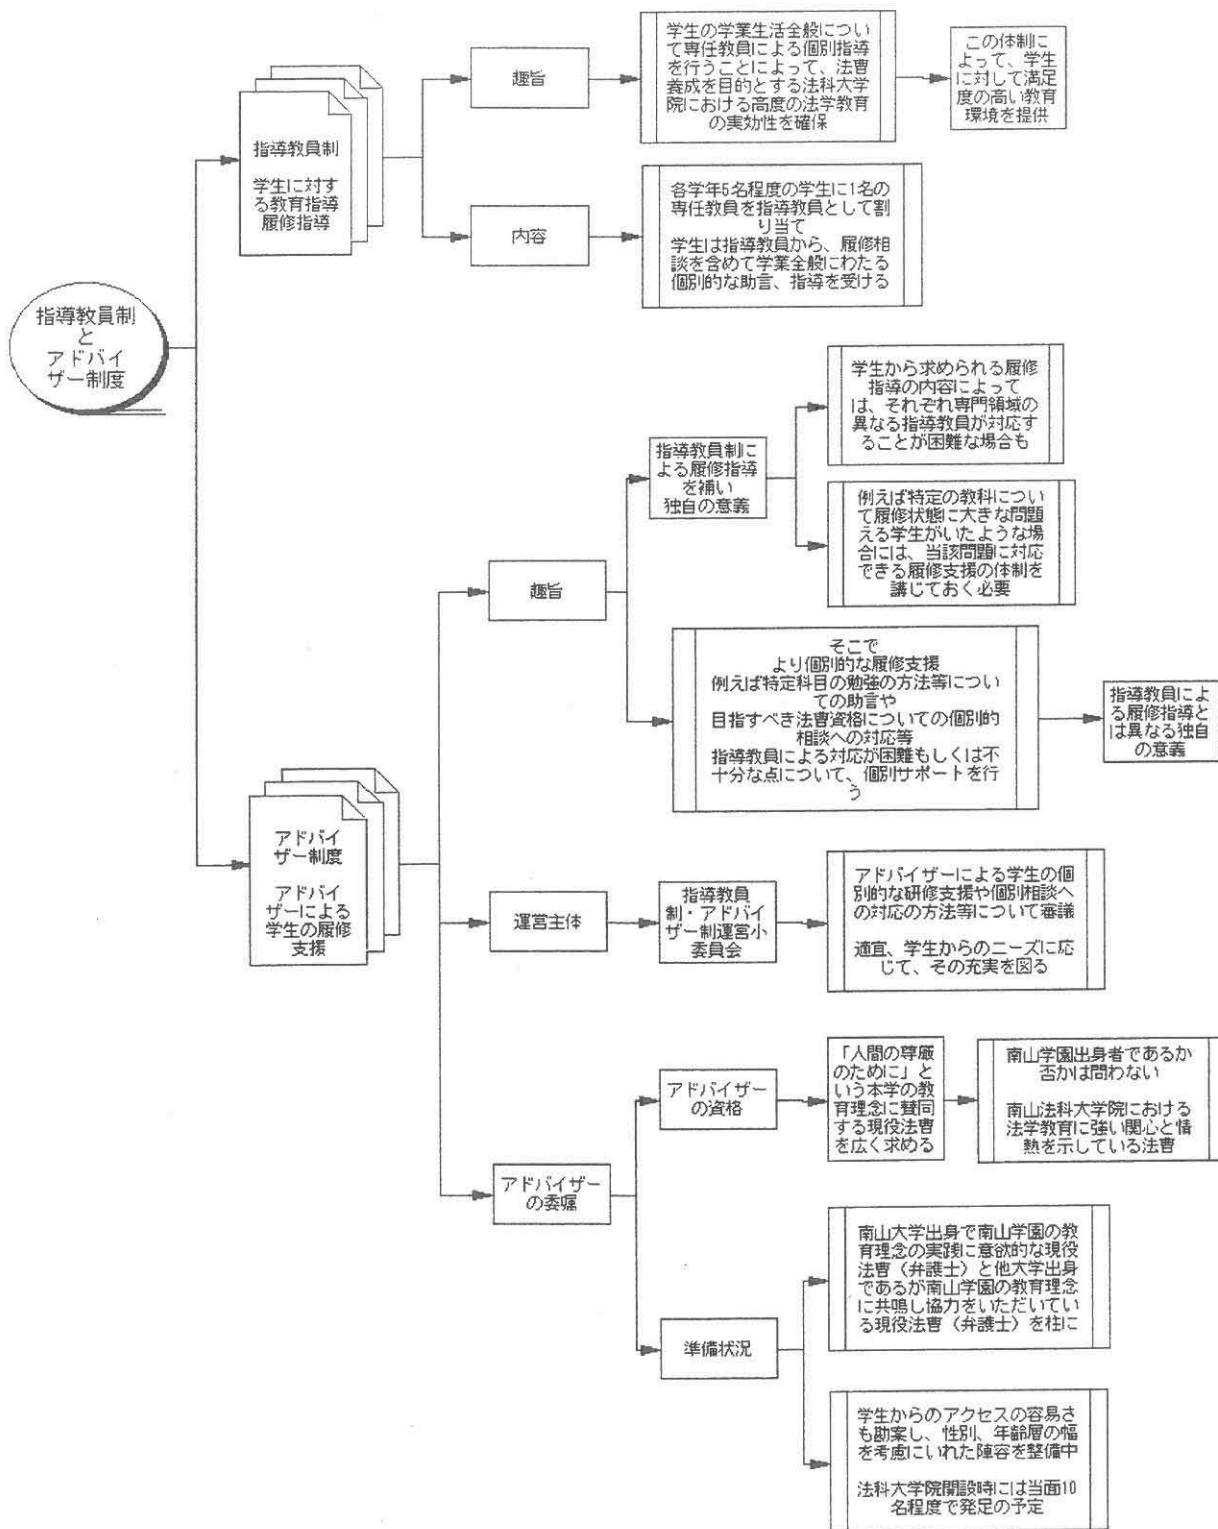 指導教員制
と
アドバイ
ザー制度
指導教員制
学生に対す
る教育指導
履修指導
趣旨
学生の学業生活全般につい
て専任教員による個別指導
を行うことによって、法曹
養成を目的とする法科大学
院における高度の法学教育
の実効性を確保
この体制に
よって、学生
に対して満足
度の高い教育
環境を提供
内容
各学年5名程度の学生に1名の
専任教員を指導教員として割
り当て
学生は指導教員から、履修相
談を含めて学業全般にわたる
個別的な助言、指導を受ける
アドバイ
ザー制度
アドバイ
ザーによる
学生の履修
支援
趣旨
指導教員制に
よる履修指導
を補い
独自の意義
学生から求められる履修
指導の内容によって
は、それぞれ専門領域の
異なる指導教員が対応す
ることが困難な場合も
例えば特定の教科につい
て履修状態に大きな問題
える学生がいたような場
合には、当該問題に対応
できる履修支援の体制を
講じておく必要
そこで
より個別的な履修支援
例えば特定科目の勉強の方法等につい
ての助言や
目指すべき法曹資格についての個別的
相談への対応等
指導教員による対応が困難もしくは不
十分な点について、個別サポートを行
う
指導教員によ
る履修指導と
は異なる独自
の意義
運営主体
指導教員
制・アドバイ
ザー制運営小
委員会
アドバイザーによる学生の個
別的な研修支援や個別相談へ
の対応の方法等について審議
適宜、学生からのニーズに応
じて、その充実を図る
アドバイザー
の委嘱
アドバイザー
の資格
「人間の尊厳
のために」と
いう本学の教
育理念に賛同
する現役法曹
を広く求める
南山学園出身者であるか
否かは問わない
南山法科大学院における
法学教育に強い関心と情
熱を示している法曹
準備状況
南山大学出身で南山学園の教
育理念の実践に意欲的な現役
法曹（弁護士）と他大学出身
であるが南山学園の教育理念
に共鳴し協力をいただいてい
る現役法曹（弁護士）を柱に
学生からのアクセスの容易さ
も勘案し、性別、年齢層の幅
を考慮にいれた陣容を整備中
法科大学院開設時には当面10
名程度で発足の予定